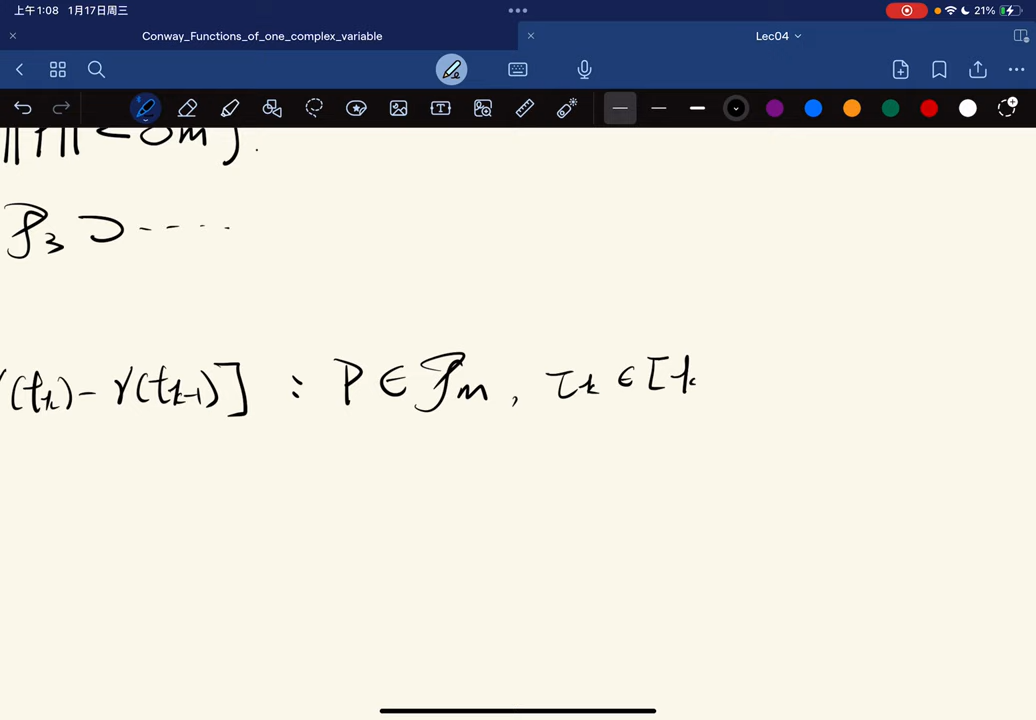 上午1:08 1月17日周三
21%
Conway_Functions_of_one_complex_variable
Lec04
||P|| < δm }.
𝒫₃ ⊃ -----
(tₖ) - γ(tₖ₋₁)] : P ∈ 𝒫m, τₖ ∈ [tₖ